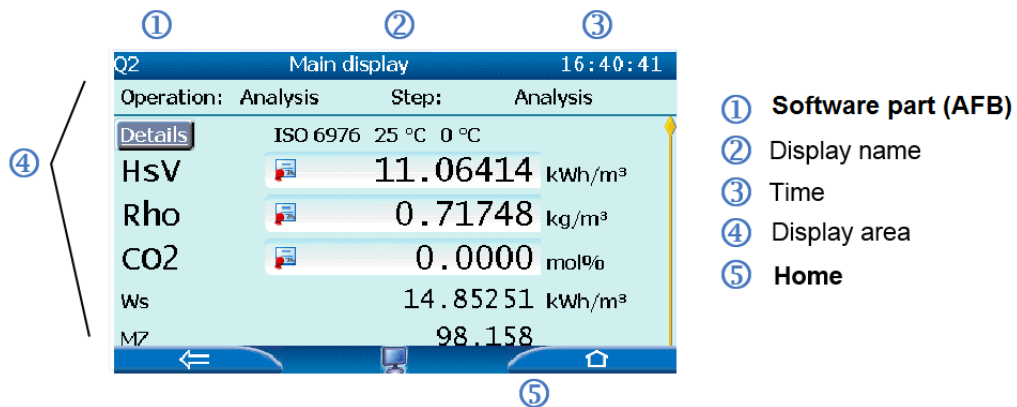 ① ② ③
Q2 Main display 16:40:41
Operation: Analysis Step: Analysis
Details ISO 6976 25 °C 0 °C
HsV 11.06414 kWh/m³
Rho 0.71748 kg/m³
CO2 0.0000 mol%
Ws 14.85251 kWh/m³
MZ 98.158
④
⑤
① Software part (AFB)
② Display name
③ Time
④ Display area
⑤ Home